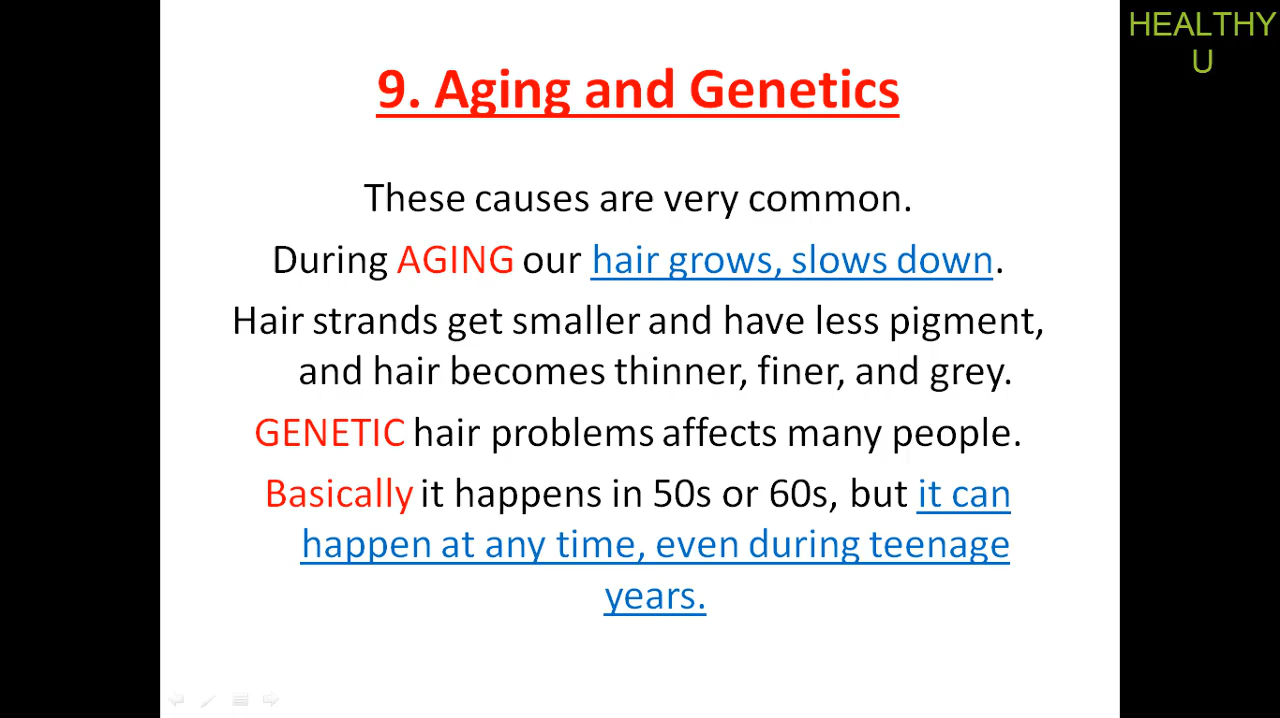 HEALTHY
U
9. Aging and Genetics
These causes are very common.
During AGING our hair grows, slows down.
Hair strands get smaller and have less pigment,
and hair becomes thinner, finer, and grey.
GENETIC hair problems affects many people.
Basically it happens in 50s or 60s, but it can
happen at any time, even during teenage
years.